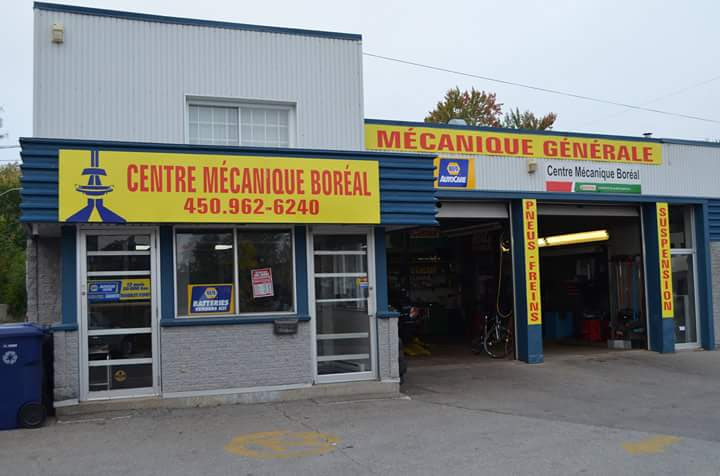 MÉCANIQUE GÉNÉRALE
CENTRE MÉCANIQUE BORÉAL
450.962-6240
NAPA
AUTOCARE
Centre Mécanique Boréal
PNEUS - FREINS
SUSPENSION
NAPA
BATTERIES